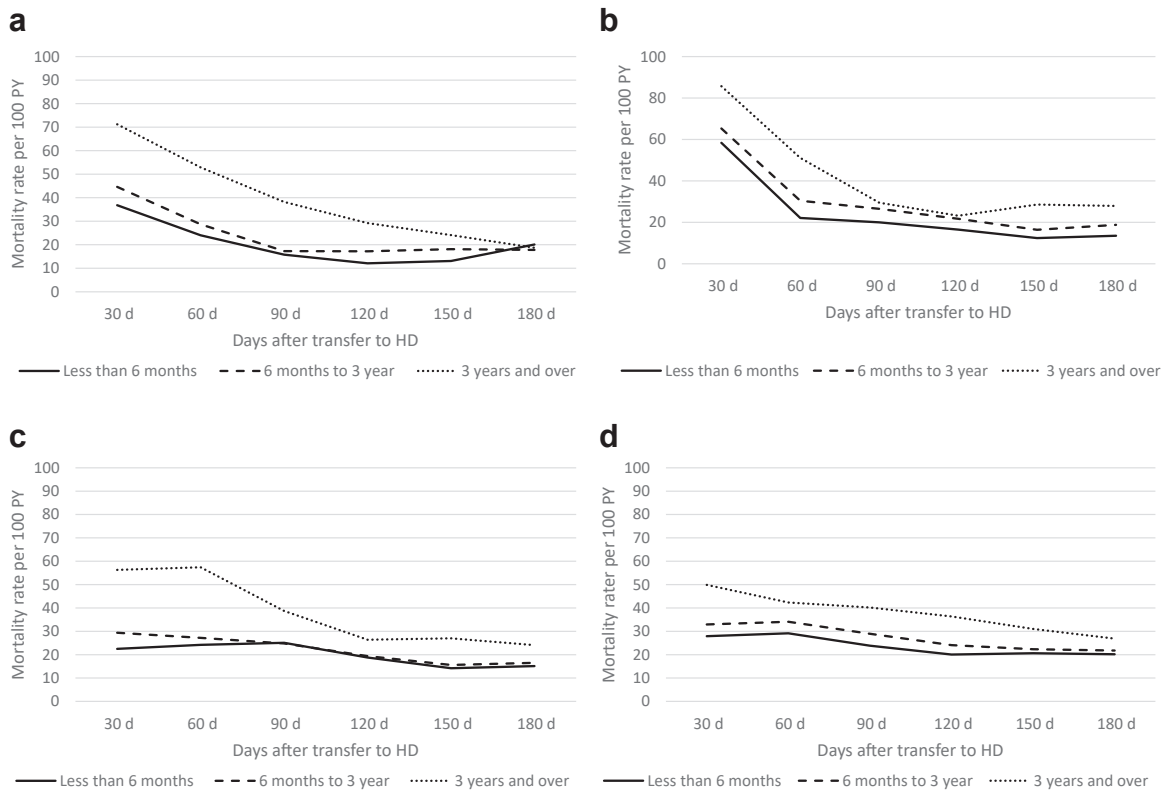 a
Mortality rate per 100 PY
100
90
80
70
60
50
40
30
20
10
0
30 d 60 d 90 d 120 d 150 d 180 d
Days after transfer to HD
Less than 6 months 6 months to 3 year 3 years and over
b
Mortality rate per 100 PY
100
80
60
40
20
0
30 d 60 d 90 d 120 d 150 d 180 d
Days after transfer to HD
Less than 6 months 6 months to 3 year 3 years and over
c
Mortality rate per 100 PY
100
90
80
70
60
50
40
30
20
10
0
30 d 60 d 90 d 120 d 150 d 180 d
Days after transfer to HD
Less than 6 months 6 months to 3 year 3 years and over
d
Mortality rater per 100 PY
100
90
80
70
60
50
40
30
20
10
0
30 d 60 d 90 d 120 d 150 d 180 d
Days after transfer to HD
Less than 6 months 6 months to 3 year 3 years and over